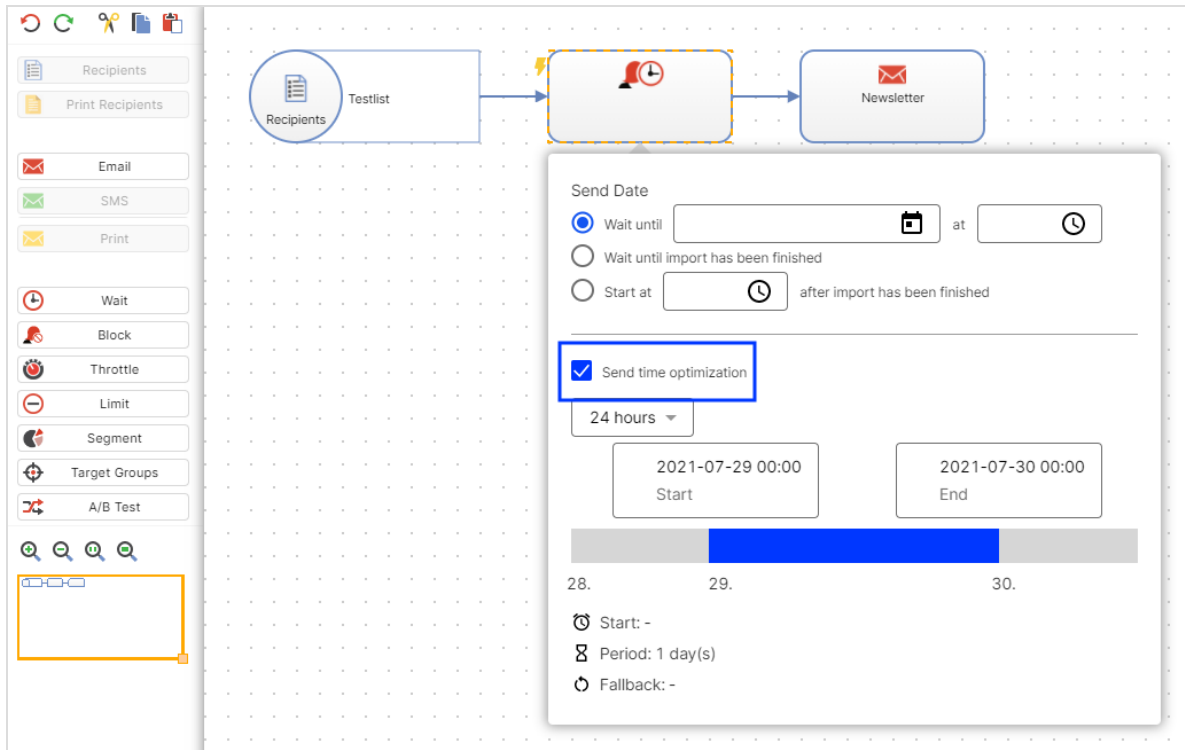 Recipients
Print Recipients
Email
SMS
Print
Wait
Block
Throttle
Limit
Segment
Target Groups
A/B Test
Recipients
Testlist
Newsletter
Send Date
Wait until at
Wait until import has been finished
Start at after import has been finished
Send time optimization
24 hours
2021-07-29 00:00 2021-07-30 00:00
Start End
28. 29. 30.
Start: -
Period: 1 day(s)
Fallback: -